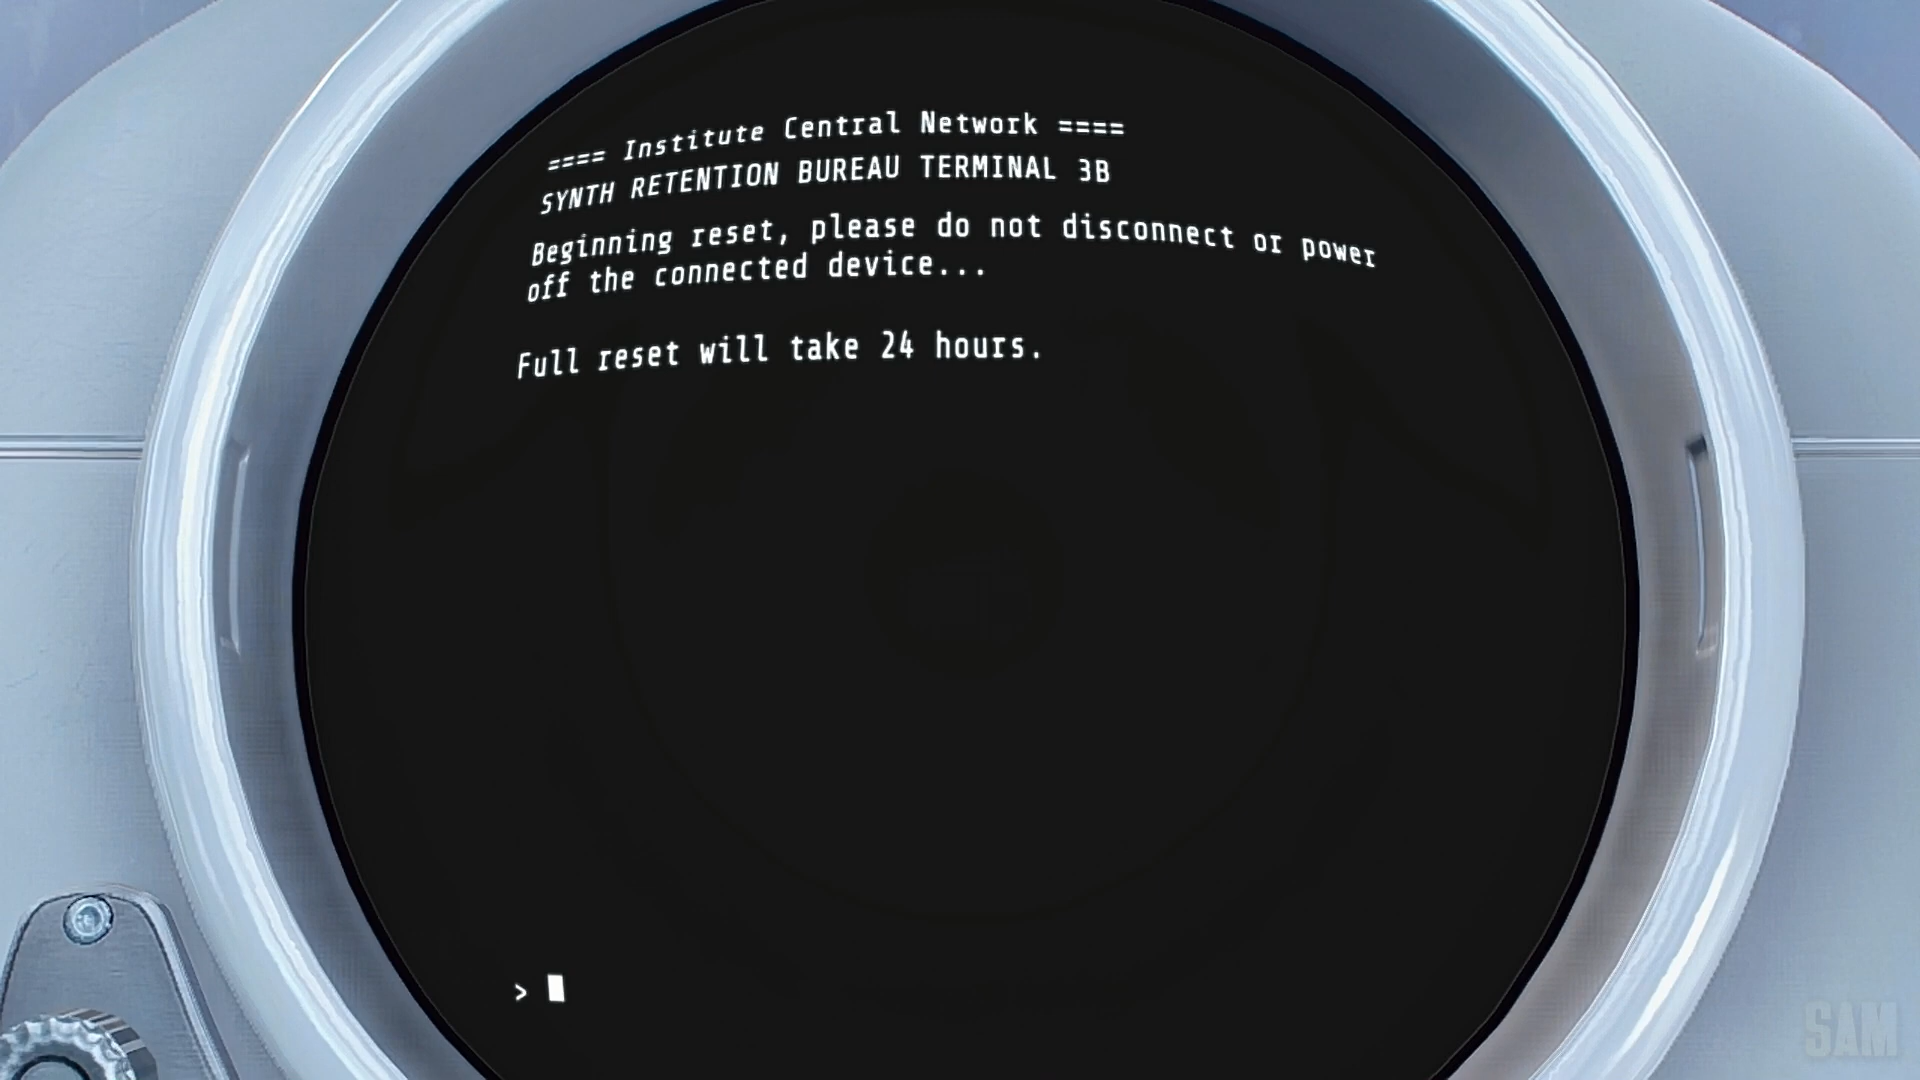 ==== Institute Central Network ====
SYNTH RETENTION BUREAU TERMINAL 3B
Beginning reset, please do not disconnect or power
off the connected device...
Full reset will take 24 hours.
>
SAM